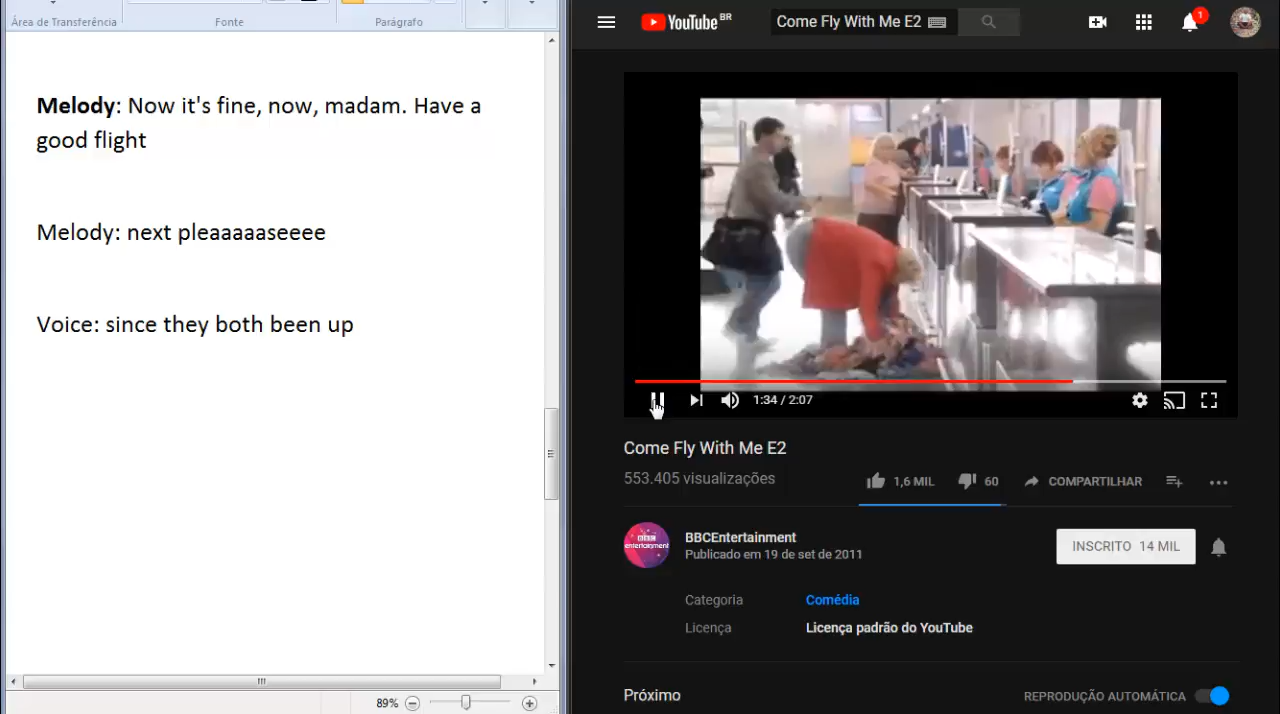 Área de Transferência
Fonte
Parágrafo
Melody: Now it's fine, now, madam. Have a
good flight
Melody: next pleaaaaaseeee
Voice: since they both been up
89%
YouTube BR
Come Fly With Me E2
1
1:34 / 2:07
Come Fly With Me E2
553.405 visualizações
1,6 MIL
60
COMPARTILHAR
BBC
entertainment
BBCEntertainment
Publicado em 19 de set de 2011
INSCRITO 14 MIL
Categoria
Comédia
Licença
Licença padrão do YouTube
Próximo
REPRODUÇÃO AUTOMÁTICA